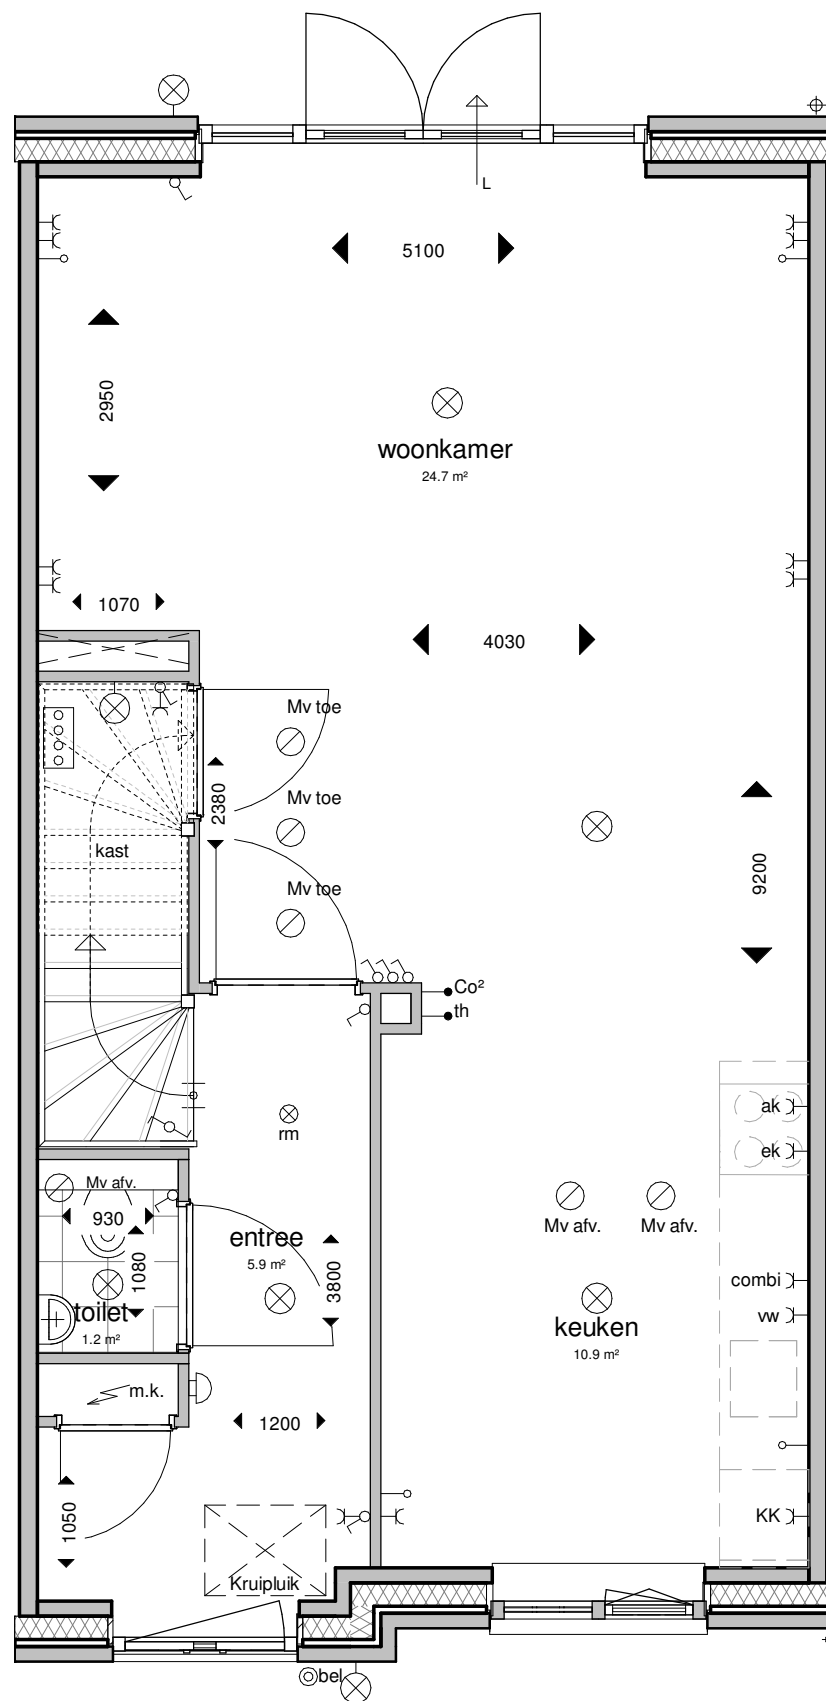 L
5100
2950
woonkamer
24.7 m²
1070
4030
Mv toe
2380
Mv toe
kast
9200
Mv toe
Co²
th
ak
rm
ek
Mv afv.
930
Mv afv.
Mv afv.
entree
5.9 m²
1080
3800
combi
toilet
1.2 m²
vw
keuken
10.9 m²
m.k.
1200
1050
KK
Kruipluik
bel